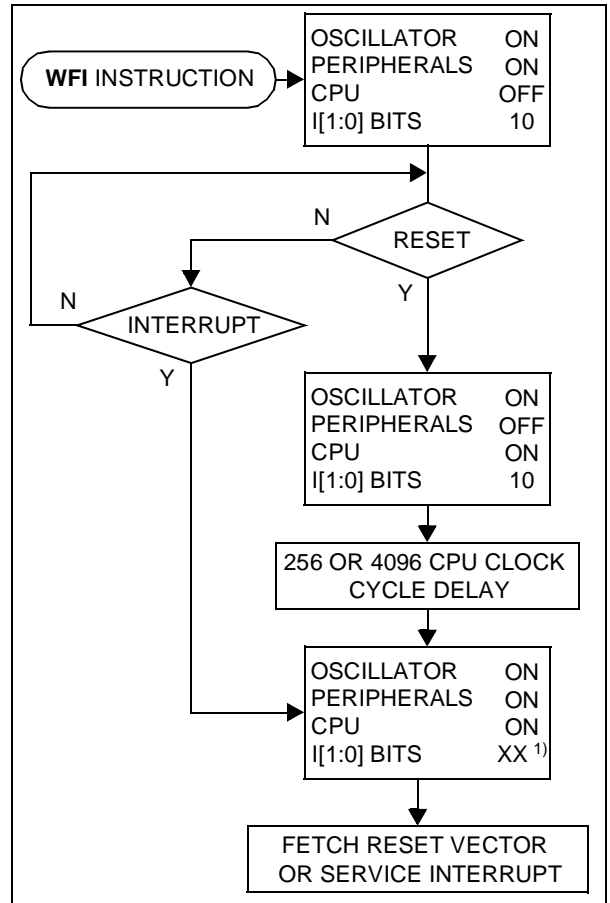 WFI INSTRUCTION
OSCILLATOR ON
PERIPHERALS ON
CPU OFF
I[1:0] BITS 10
N
RESET
Y
N
INTERRUPT
Y
OSCILLATOR ON
PERIPHERALS OFF
CPU ON
I[1:0] BITS 10
256 OR 4096 CPU CLOCK
CYCLE DELAY
OSCILLATOR ON
PERIPHERALS ON
CPU ON
I[1:0] BITS XX 1)
FETCH RESET VECTOR
OR SERVICE INTERRUPT